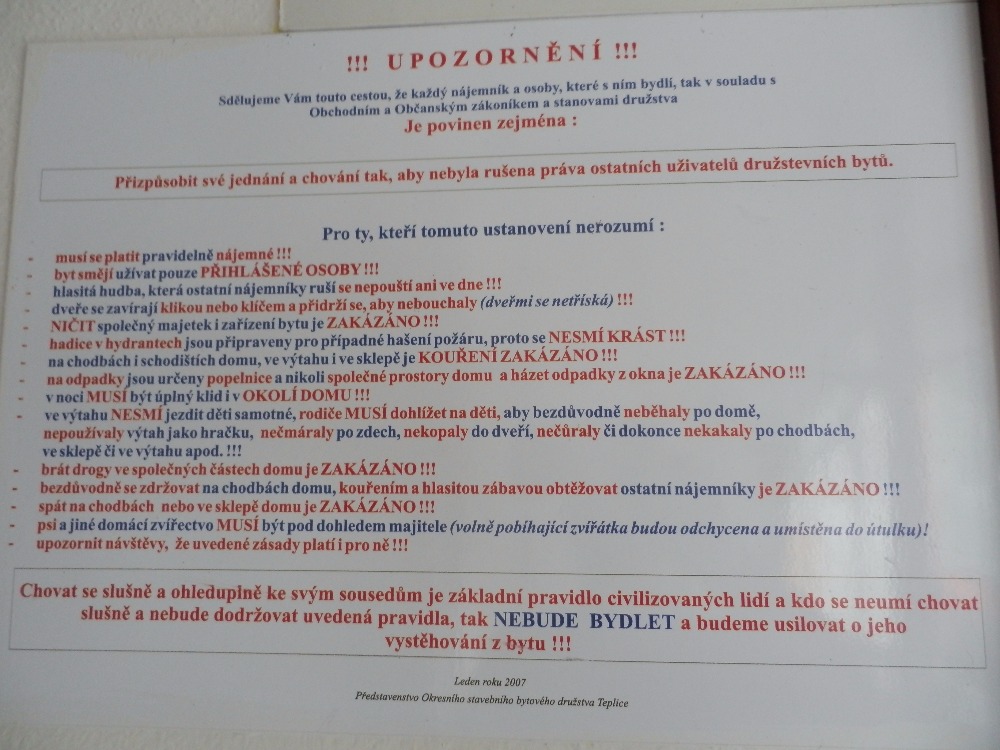 !!! UPOZORNĚNÍ !!!
Sdělujeme Vám touto cestou, že každý nájemník a osoby, které s ním bydlí, tak v souladu s
Obchodním a Občanským zákoníkem a stanovami družstva
Je povinen zejména :
Přizpůsobit své jednání a chování tak, aby nebyla rušena práva ostatních uživatelů družstevních bytů.
Pro ty, kteří tomuto ustanovení nerozumí :
- musí se platit pravidelně nájemné !!!
- byt smějí užívat pouze PŘIHLÁŠENÉ OSOBY !!!
- hlasitá hudba, která ostatní nájemníky ruší se nepouští ani ve dne !!!
- dveře se zavírají klikou nebo klíčem a přidrží se, aby nebouchaly (dveřmi se netříská) !!!
- NIČIT společný majetek i zařízení bytu je ZAKÁZÁNO !!!
- hadice v hydrantech jsou připraveny pro případné hašení požáru, proto se NESMÍ KRÁST !!!
- na chodbách i schodištích domu, ve výtahu i ve sklepě je KOUŘENÍ ZAKÁZÁNO !!!
- na odpadky jsou určeny popelnice a nikoli společné prostory domu a házet odpadky z okna je ZAKÁZÁNO !!!
- v noci MUSÍ být úplný klid i v OKOLÍ DOMU !!!
- ve výtahu NESMÍ jezdit děti samotné, rodiče MUSÍ dohlížet na děti, aby bezdůvodně neběhaly po domě,
nepoužívaly výtah jako hračku, nečmáraly po zdech, nekopaly do dveří, nečůraly či dokonce nekakaly po chodbách,
ve sklepě či ve výtahu apod. !!!
- brát drogy ve společných částech domu je ZAKÁZÁNO !!!
- bezdůvodně se zdržovat na chodbách domu, kouřením a hlasitou zábavou obtěžovat ostatní nájemníky je ZAKÁZÁNO !!!
- spát na chodbách nebo ve sklepě domu je ZAKÁZÁNO !!!
- psi a jiné domácí zvířectvo MUSÍ být pod dohledem majitele (volně pobíhající zvířátka budou odchycena a umístěna do útulku) !
- upozornit návštěvy, že uvedené zásady platí i pro ně !!!
Chovat se slušně a ohleduplně ke svým sousedům je základní pravidlo civilizovaných lidí a kdo se neumí chovat
slušně a nebude dodržovat uvedená pravidla, tak NEBUDE BYDLET a budeme usilovat o jeho
vystěhování z bytu !!!
Leden roku 2007
Představenstvo Okresního stavebního bytového družstva Teplice